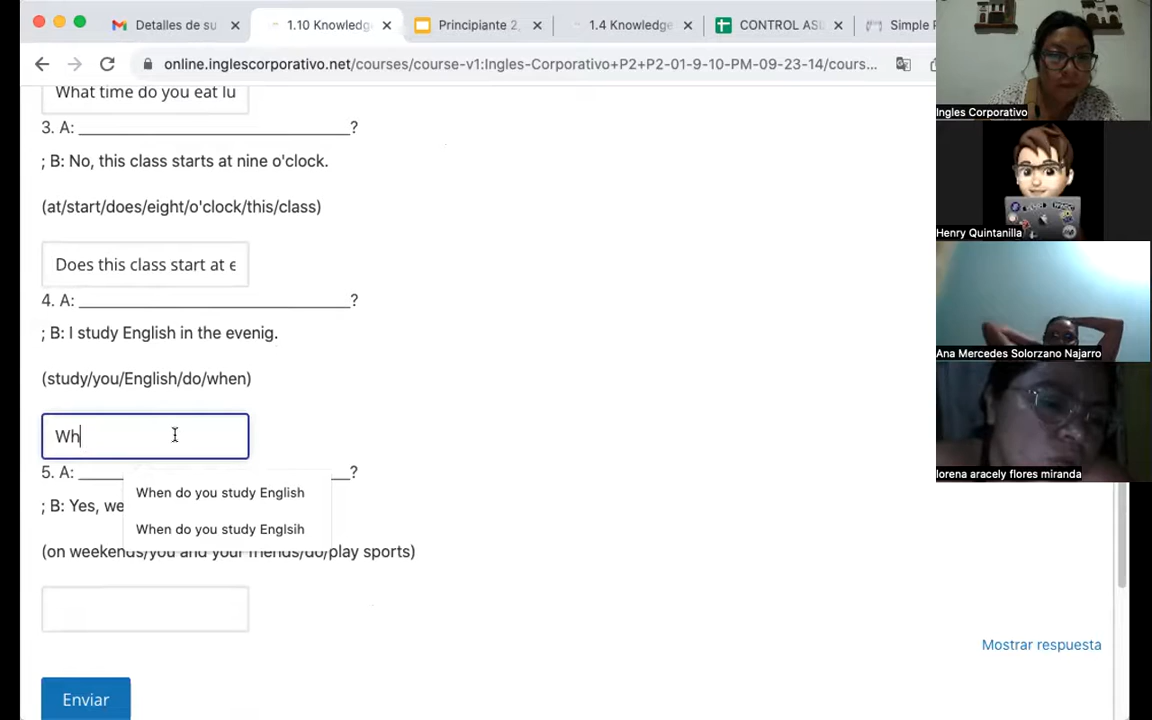 Detalles de su
1.10 Knowledg
Principiante 2,
1.4 Knowledge
CONTROL ASI
Simple P
online.inglescorporativo.net/courses/course-v1:Ingles-Corporativo+P2+P2-01-9-10-PM-09-23-14/cours...
What time do you eat lu
3. A: ___________________________________?
; B: No, this class starts at nine o'clock.
(at/start/does/eight/o'clock/this/class)
Does this class start at e
4. A: ___________________________________?
; B: I study English in the evenig.
(study/you/English/do/when)
Wh
5. A: ___________________________________?
When do you study English
; B: Yes, we
When do you study Englsih
(on weekends/you and your friends/do/play sports)
Mostrar respuesta
Enviar
Ingles Corporativo
Henry Quintanilla
Ana Mercedes Solorzano Najarro
lorena aracely flores miranda